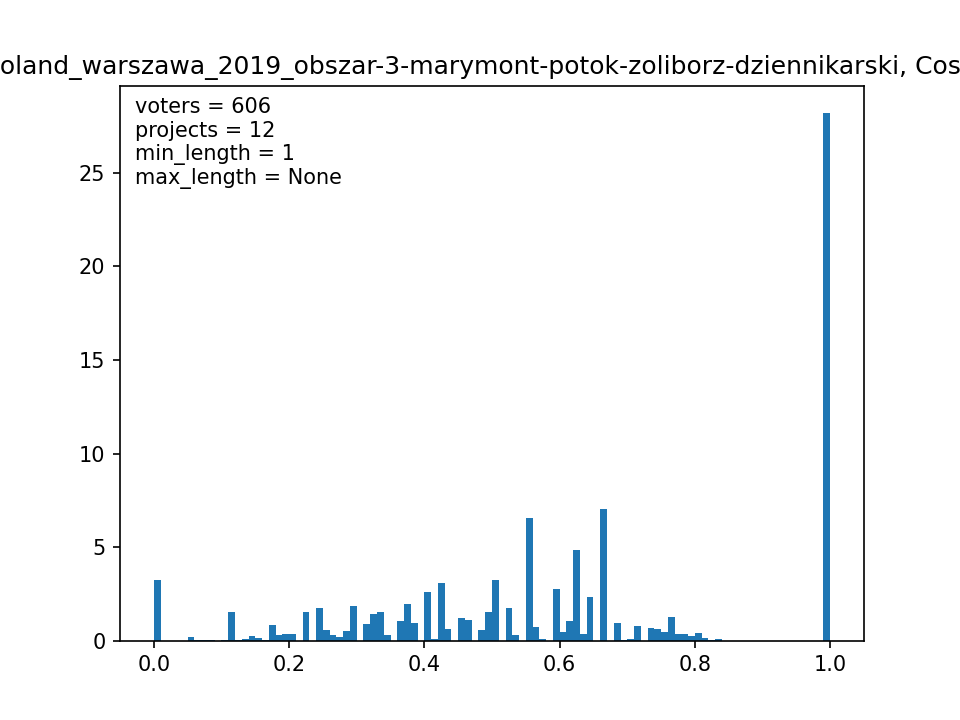 oland_warszawa_2019_obszar-3-marymont-potok-zoliborz-dziennikarski, Cos
voters = 606
projects = 12
min_length = 1
max_length = None
25
20
15
10
5
0
0.0 0.2 0.4 0.6 0.8 1.0